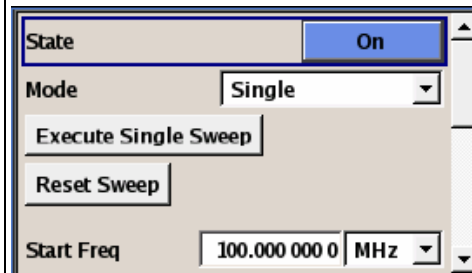 State On
Mode Single
Execute Single Sweep
Reset Sweep
Start Freq 100.000 000 0 MHz